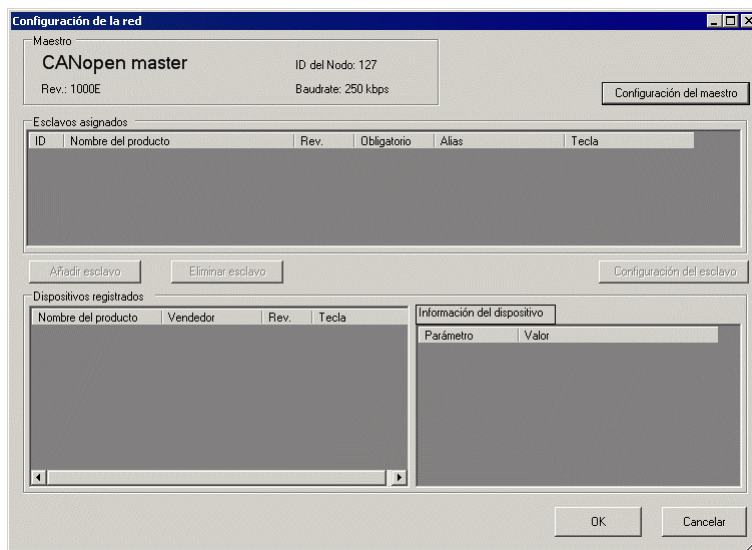 Configuración de la red
Maestro
CANopen master
ID del Nodo: 127
Rev.: 1000E
Baudrate: 250 kbps
Configuración del maestro
Esclavos asignados
ID Nombre del producto Rev. Obligatorio Alias Tecla
Añadir esclavo Eliminar esclavo Configuración del esclavo
Dispositivos registrados
Nombre del producto Vendedor Rev. Tecla
Información del dispositivo
Parámetro Valor
OK Cancelar